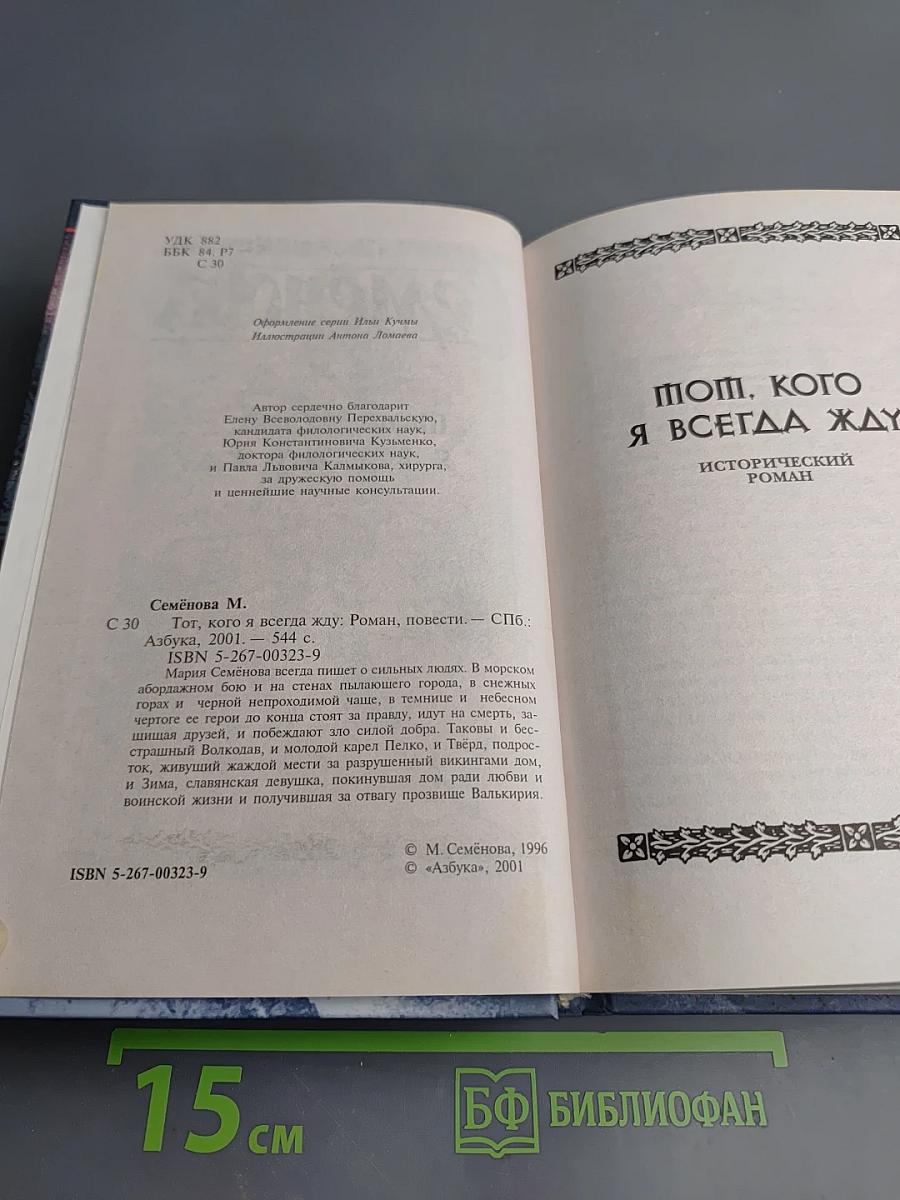 УДК 882
ББК 84. Р7
С 30
Оформление серии Ильи Кучмы
Иллюстрации Антона Ломаева
Автор сердечно благодарит
Елену Всеволодовну Перехвальскую,
кандидата филологических наук,
Юрия Константиновича Кузьменко,
доктора филологических наук,
и Павла Львовича Калмыкова, хирурга,
за дружескую помощь
и ценнейшие научные консультации.
Семёнова М.
С 30 Тот, кого я всегда жду: Роман, повести. — СПб.:
Азбука, 2001. — 544 с.
ISBN 5-267-00323-9
Мария Семёнова всегда пишет о сильных людях. В морском
абордажном бою и на стенах пылающего города, в снежных
горах и черной непроходимой чаще, в темнице и небесном
чертоге ее герои до конца стоят за правду, идут на смерть, за-
щищая друзей, и побеждают зло силой добра. Таковы и бес-
страшный Волкодав, и молодой карел Пелко, и Твёрд, подрос-
ток, живущий жаждой мести за разрушенный викингами дом,
и Зима, славянская девушка, покинувшая дом ради любви и
воинской жизни и получившая за отвагу прозвище Валькирия.
© М. Семёнова, 1996
© «Азбука», 2001
ISBN 5-267-00323-9
ТОТ, КОГО
Я ВСЕГДА ЖДУ
ИСТОРИЧЕСКИЙ
РОМАН
15 см
БФ БИБЛИОФАН